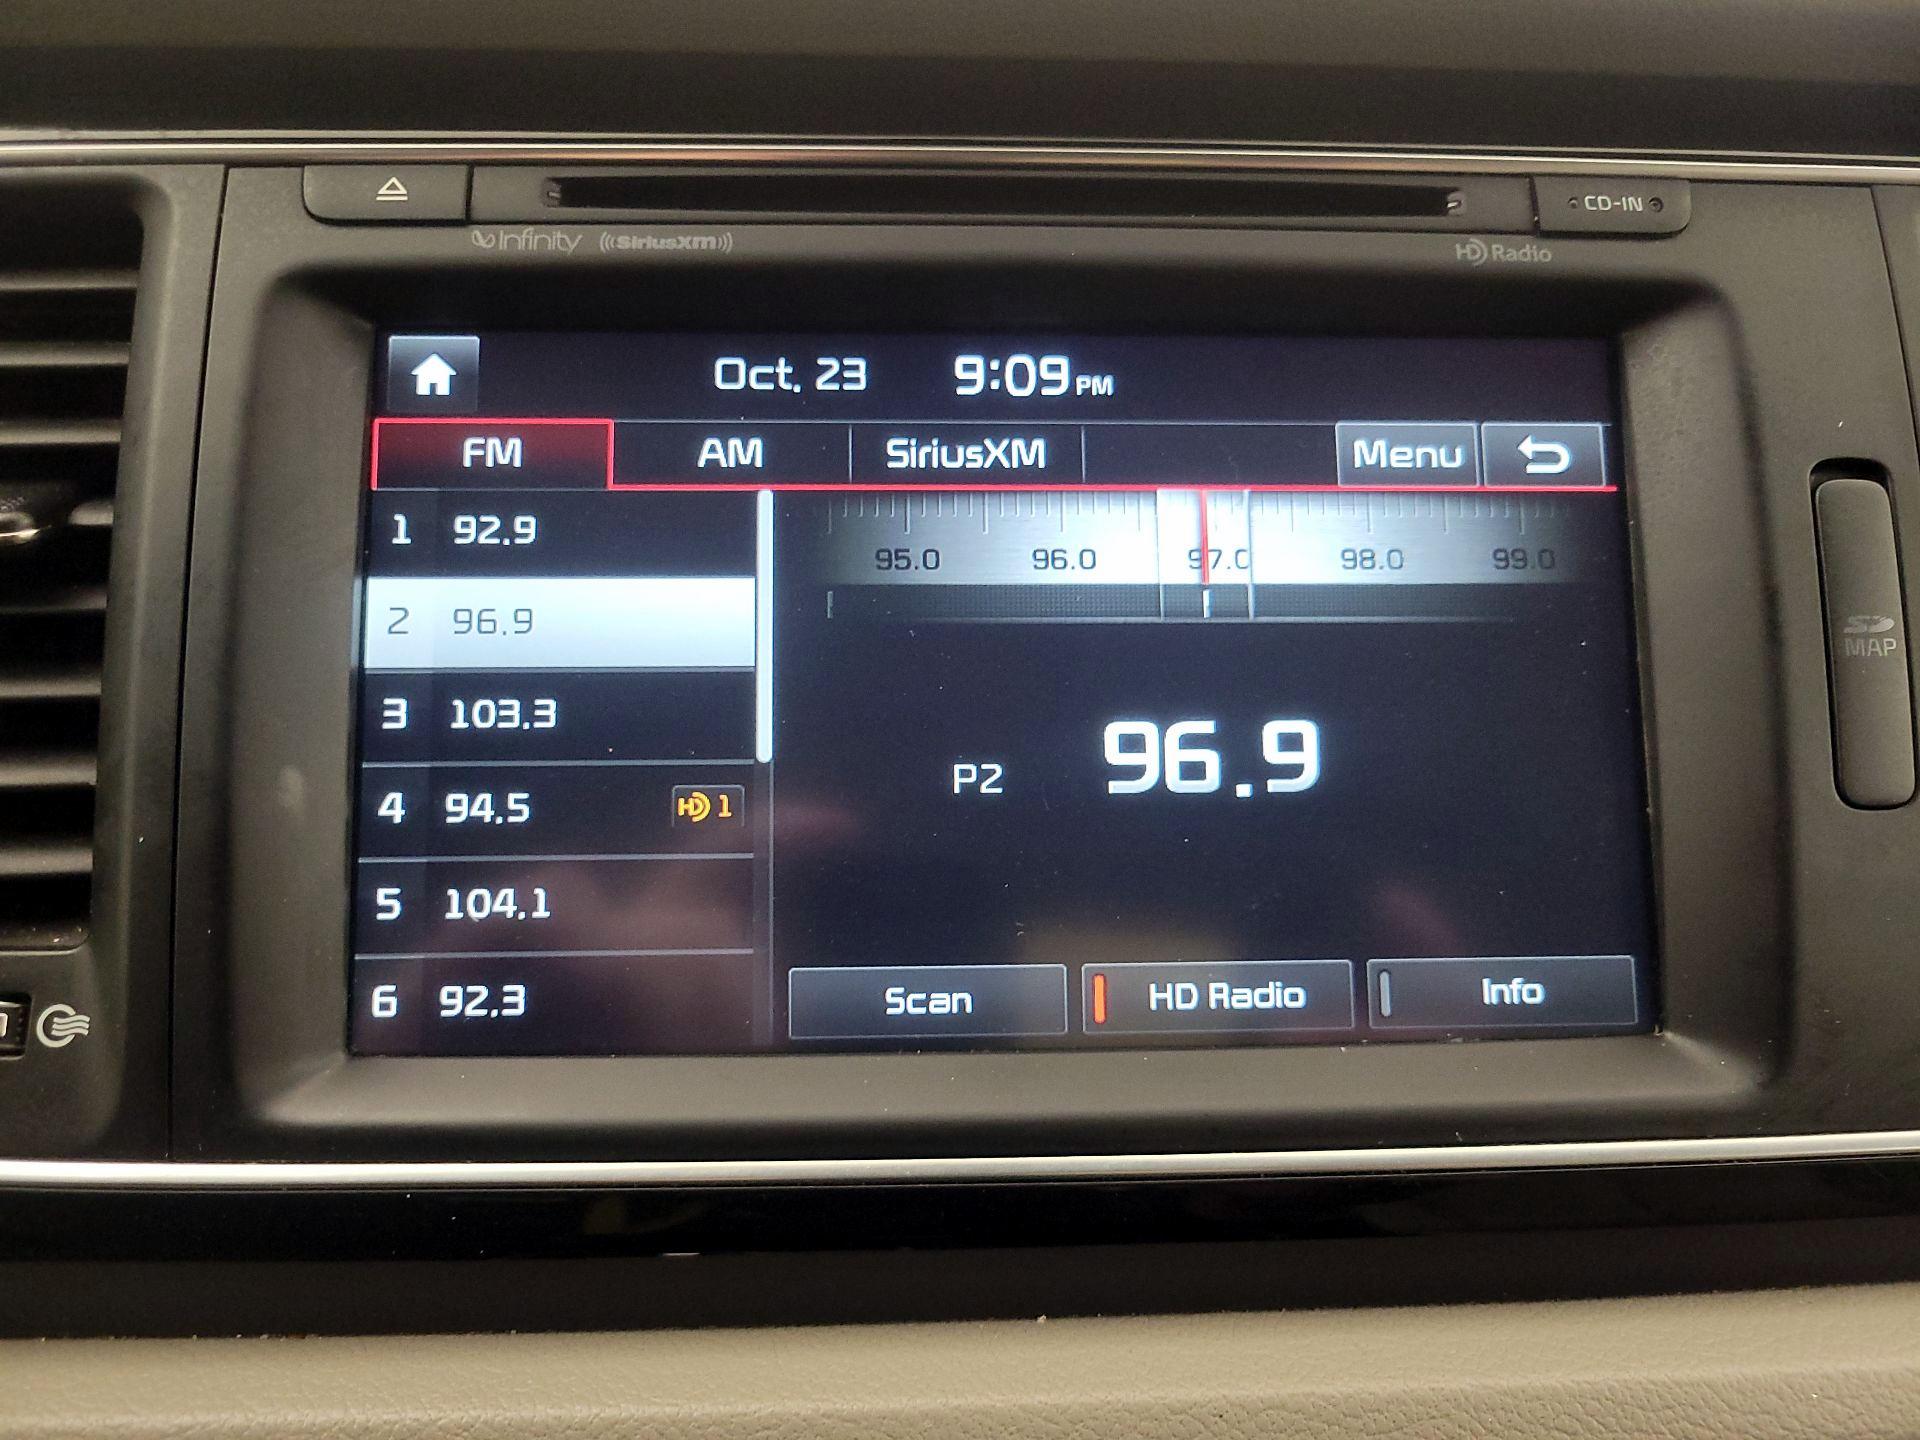 CD-IN
Infinity SiriusXM HD Radio
Oct. 23 9:09 PM
FM AM SiriusXM Menu
1 92.9
2 96.9
3 103.3
4 94.5 HD 1
5 104.1
6 92.3
95.0 96.0 97.0 98.0 99.0
P2 96.9
Scan HD Radio Info
SD
MAP